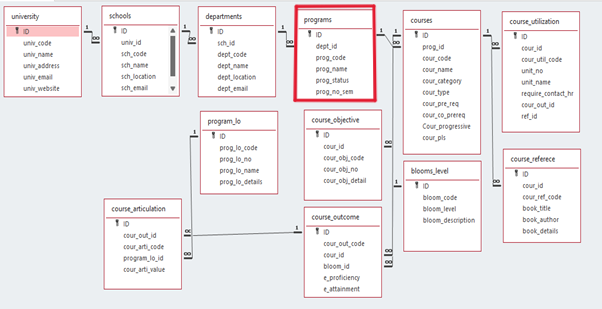 university
ID
univ_code
univ_name
univ_address
univ_email
univ_website
schools
ID
univ_id
sch_code
sch_name
sch_location
sch_email
departments
ID
sch_id
dept_code
dept_name
dept_location
dept_email
programs
ID
dept_id
prog_code
prog_name
prog_status
prog_no_sem
courses
ID
prog_id
cour_code
cour_name
cour_category
cour_type
cour_pre_req
cour_co_prereq
Cour_progressive
cour_pls
course_utilization
ID
cour_id
cour_util_code
unit_no
unit_name
require_contact_hr
cour_out_id
ref_id
program_lo
ID
prog_lo_code
prog_lo_no
prog_lo_name
prog_lo_details
course_objective
ID
cour_id
cour_obj_code
cour_obj_no
cour_obj_detail
blooms_level
ID
bloom_code
bloom_level
bloom_description
course_referece
ID
cour_id
cour_ref_code
book_title
book_author
book_details
course_articulation
ID
cour_out_id
cour_arti_code
program_lo_id
cour_arti_value
course_outcome
ID
cour_out_code
cour_id
bloom_id
e_proficiency
e_attainment
1
∞
1
∞
1
∞
1
∞
1
∞
∞
1
∞
∞
1
1
∞
∞
1
∞
∞